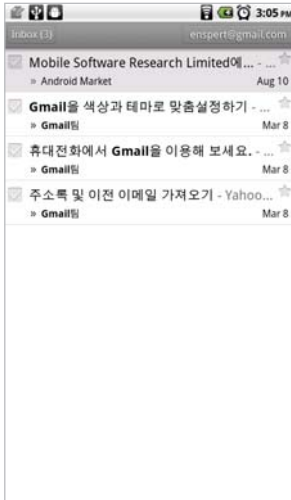 3:05 PM
Inbox (3) enspert@gmail.com
Mobile Software Research Limited에... - ...
» Android Market Aug 10
Gmail을 색상과 테마로 맞춤설정하기 - ...
» Gmail팀 Mar 8
휴대전화에서 Gmail을 이용해 보세요. - ...
» Gmail팀 Mar 8
주소록 및 이전 이메일 가져오기 - Yahoo...
» Gmail팀 Mar 8